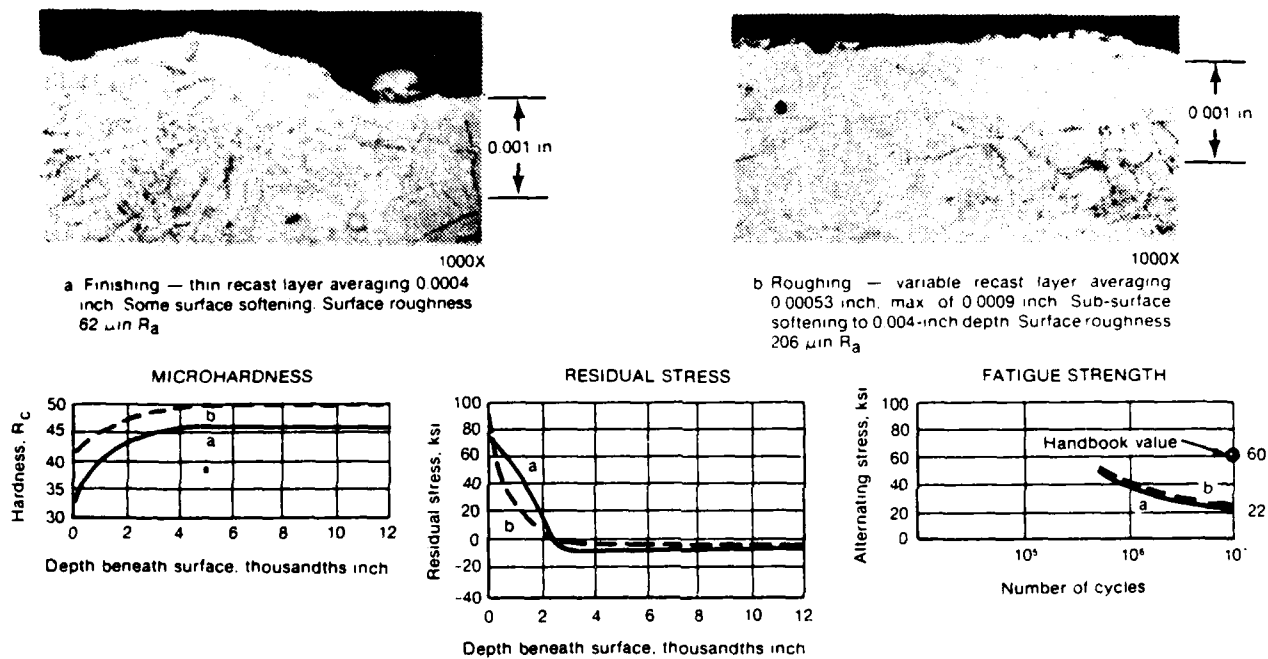 0.001 in
0 001 in
1000X
a Finishing — thin recast layer averaging 0.0004
inch Some surface softening. Surface roughness
62 μin Ra
1000X
b Roughing — variable recast layer averaging
0 00053 inch, max of 0.0009 inch Sub-surface
softening to 0.004-inch depth Surface roughness
206 μin Ra
MICROHARDNESS
Hardness, RC
50
45
40
35
30
b
a
0 2 4 6 8 10 12
Depth beneath surface, thousandths inch
RESIDUAL STRESS
Residual stress, ksi
100
80
60
40
20
0
-20
-40
a
b
0 2 4 6 8 10 12
Depth beneath surface, thousandths inch
FATIGUE STRENGTH
Alternating stress, ksi
100
80
60
40
20
0
Handbook value
60
b
a
22
10⁵ 10⁶
Number of cycles